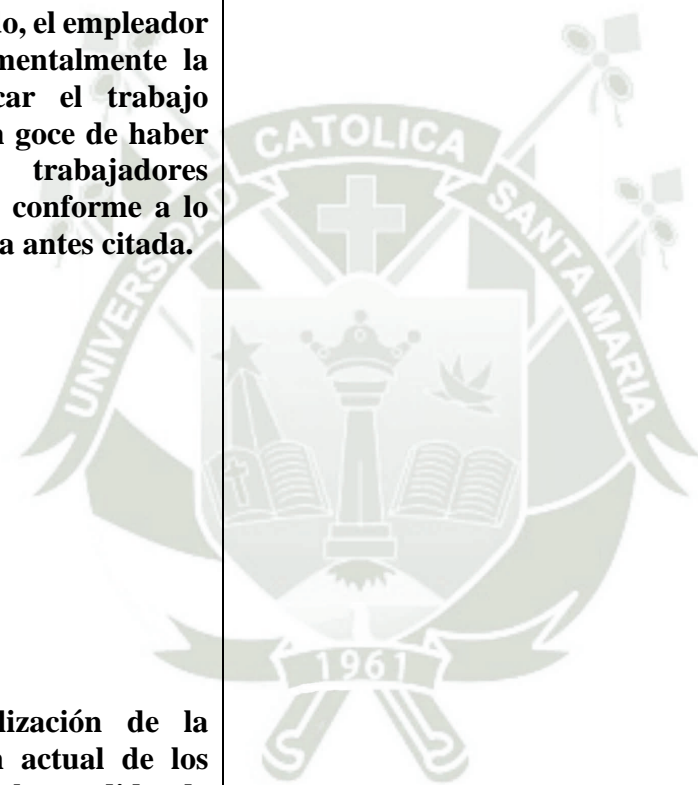 o, el empleador
mentalmente la
car el trabajo
goce de haber
trabajadores
conforme a lo
a antes citada.
UNIVERSIDAD CATOLICA SANTA MARIA
lización de la
actual de los
1961